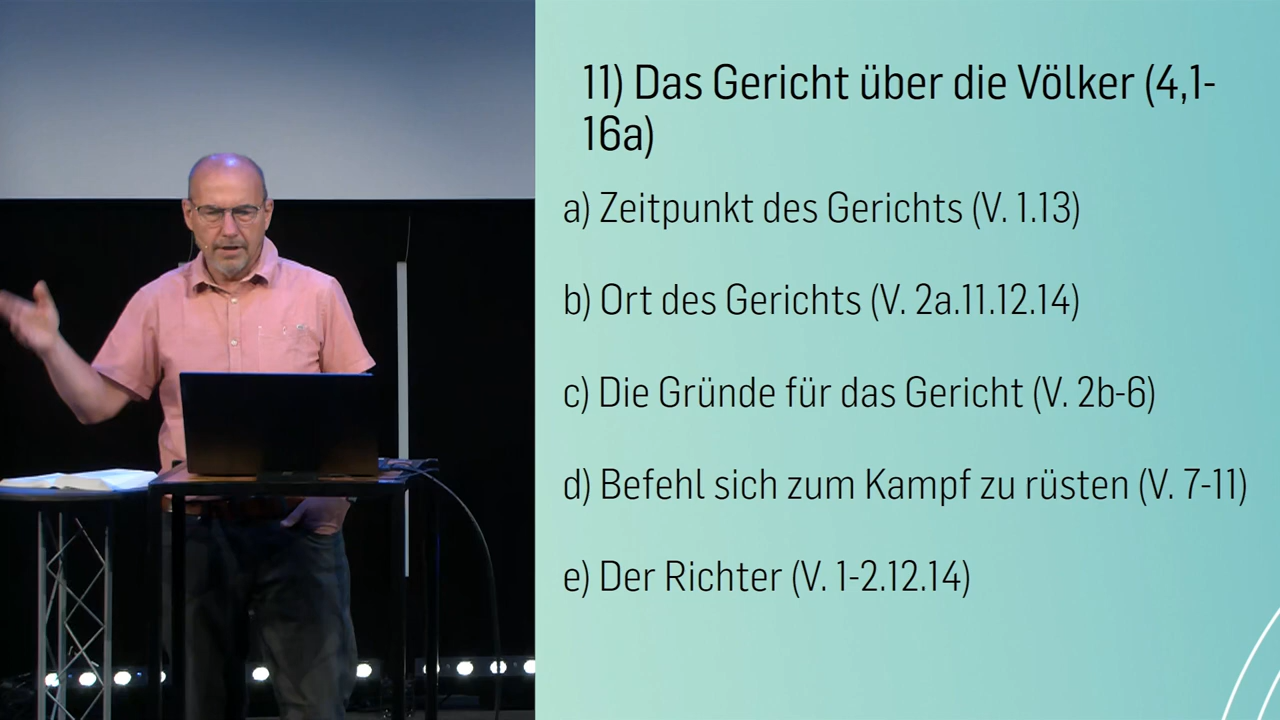 11) Das Gericht über die Völker (4,1-
16a)
a) Zeitpunkt des Gerichts (V. 1.13)
b) Ort des Gerichts (V. 2a.11.12.14)
c) Die Gründe für das Gericht (V. 2b-6)
d) Befehl sich zum Kampf zu rüsten (V. 7-11)
e) Der Richter (V. 1-2.12.14)